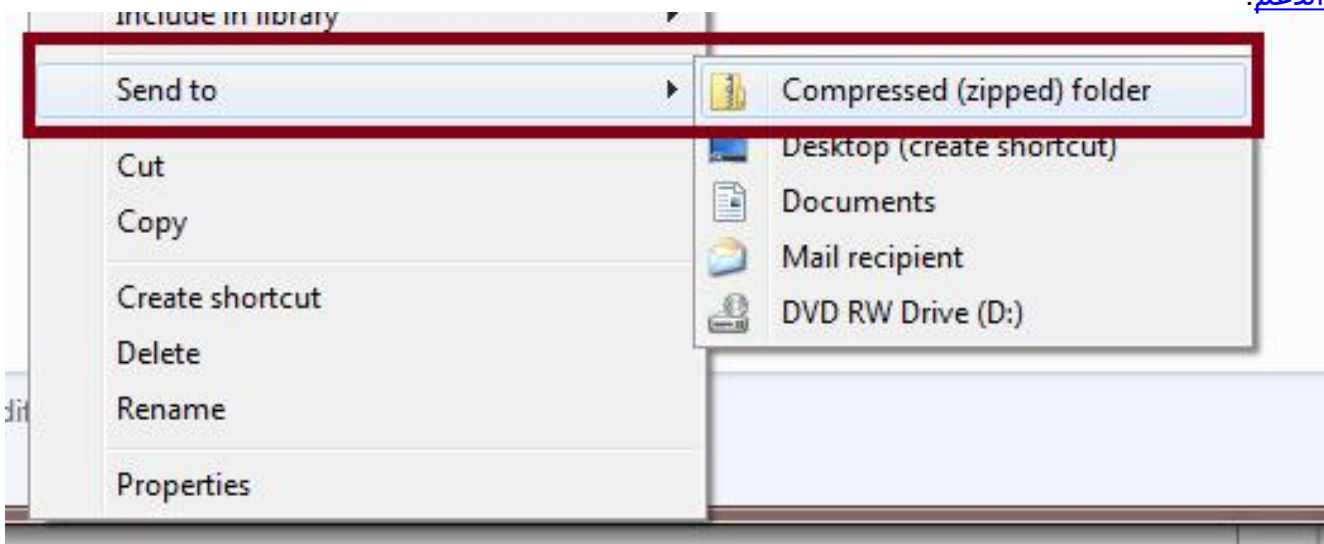 الدعم.
Include in library
Send to
Compressed (zipped) folder
Desktop (create shortcut)
Cut
Documents
Copy
Mail recipient
Create shortcut
DVD RW Drive (D:)
Delete
Rename
Properties